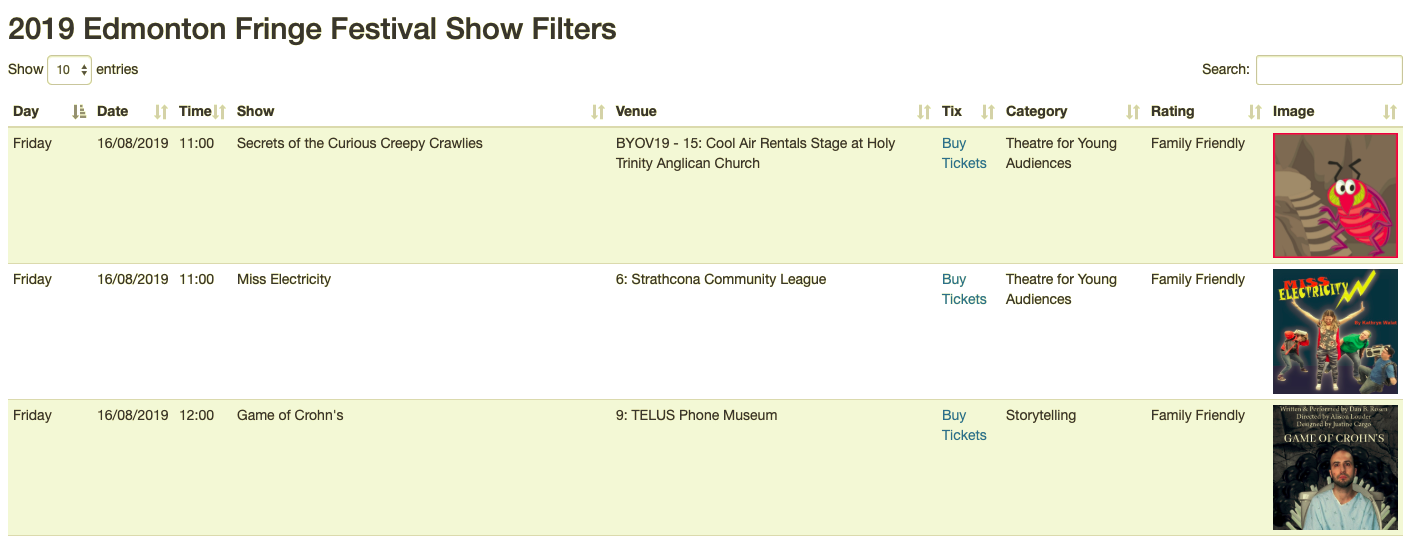 2019 Edmonton Fringe Festival Show Filters
Show 10 entries
Search:
Day Date Time Show Venue Tix Category Rating Image
Friday 16/08/2019 11:00 Secrets of the Curious Creepy Crawlies BYOV19 - 15: Cool Air Rentals Stage at Holy Buy Theatre for Young Family Friendly
Trinity Anglican Church Tickets Audiences
Friday 16/08/2019 11:00 Miss Electricity 6: Strathcona Community League Buy Theatre for Young Family Friendly
Tickets Audiences
MISS
ELECTRICITY
By Kathryn Walat
Friday 16/08/2019 12:00 Game of Crohn's 9: TELUS Phone Museum Buy Storytelling Family Friendly
Tickets
Written & Performed by Dan B. Rosen
Directed by Alison Louder
Designed by Justine Cargo
GAME OF CROHN'S